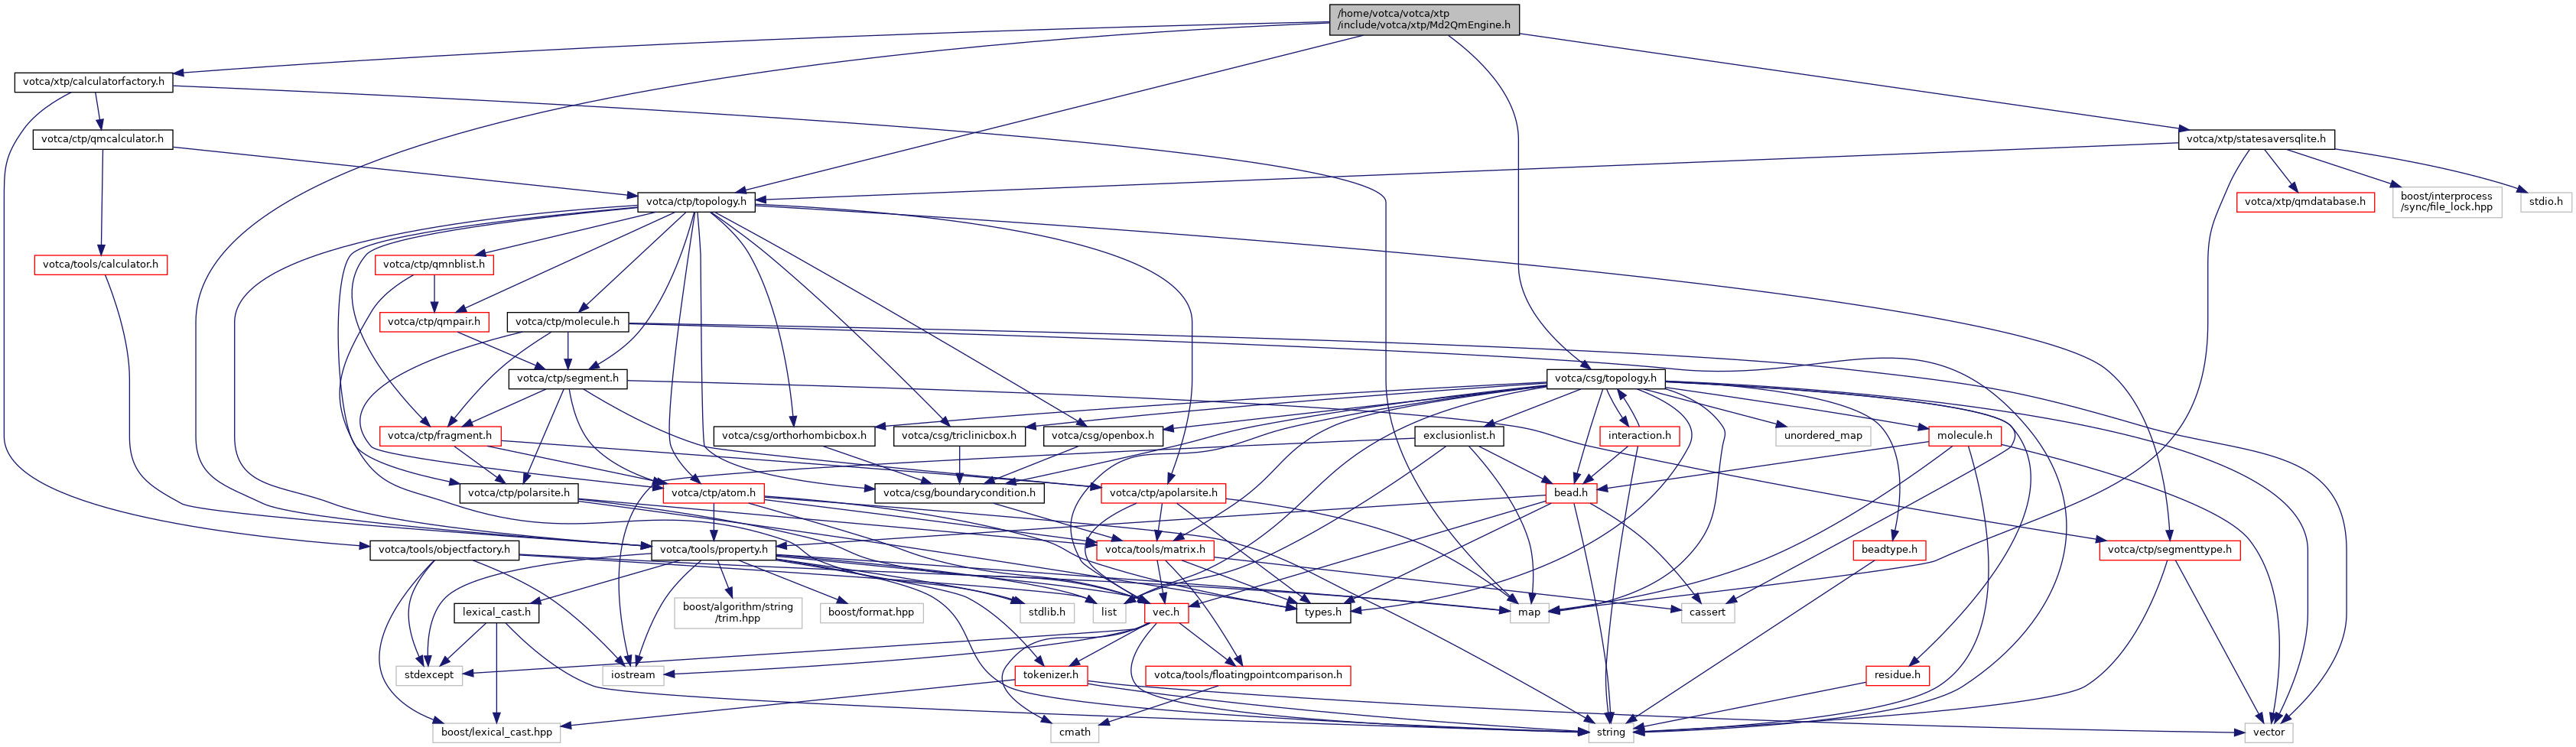 /home/votca/votca/xtp
/include/votca/xtp/Md2QmEngine.h
votca/xtp/calculatorfactory.h
votca/ctp/qmcalculator.h
votca/xtp/statesaversqlite.h
votca/ctp/topology.h
votca/xtp/qmdatabase.h
boost/interprocess
/sync/file_lock.hpp
stdio.h
votca/tools/calculator.h
votca/ctp/qmnblist.h
votca/ctp/qmpair.h
votca/ctp/molecule.h
votca/ctp/segment.h
votca/csg/topology.h
votca/ctp/fragment.h
votca/csg/orthorhombicbox.h
votca/csg/triclinicbox.h
votca/csg/openbox.h
exclusionlist.h
interaction.h
unordered_map
molecule.h
votca/ctp/polarsite.h
votca/ctp/atom.h
votca/csg/boundarycondition.h
votca/ctp/apolarsite.h
bead.h
votca/tools/objectfactory.h
votca/tools/property.h
votca/tools/matrix.h
beadtype.h
votca/ctp/segmenttype.h
lexical_cast.h
boost/algorithm/string
/trim.hpp
boost/format.hpp
stdlib.h
list
vec.h
types.h
map
cassert
stdexcept
iostream
tokenizer.h
votca/tools/floatingpointcomparison.h
residue.h
boost/lexical_cast.hpp
cmath
string
vector